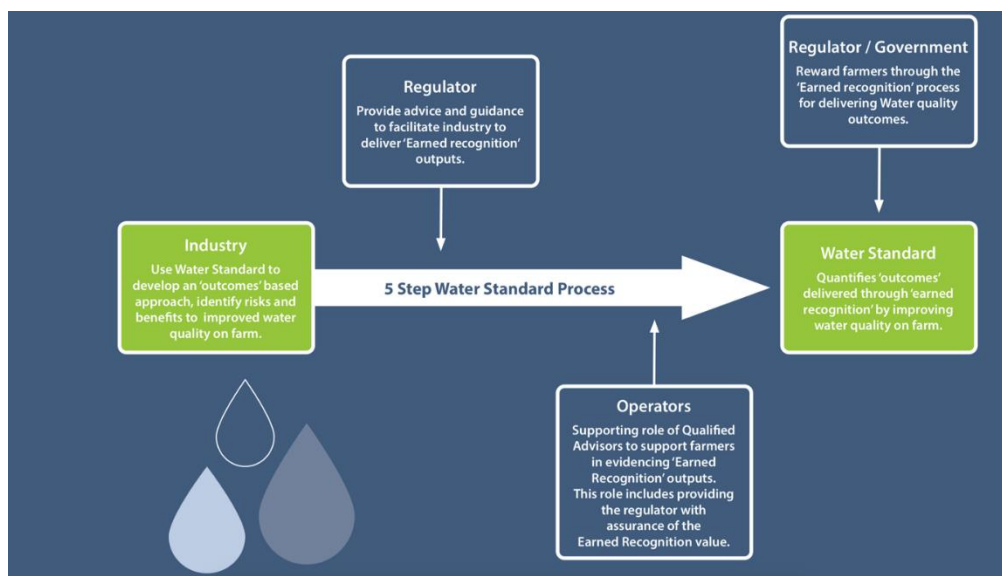 Regulator / Government
Reward farmers through the
‘Earned recognition’ process
for delivering Water quality
outcomes.
Regulator
Provide advice and guidance
to facilitate industry to
deliver ‘Earned recognition’
outputs.
Industry
Use Water Standard to
develop an ‘outcomes’ based
approach, identify risks and
benefits to improved water
quality on farm.
5 Step Water Standard Process
Water Standard
Quantifies ‘outcomes’
delivered through ‘earned
recognition’ by improving
water quality on farm.
Operators
Supporting role of Qualified
Advisors to support farmers
in evidencing ‘Earned
Recognition’ outputs.
This role includes providing
the regulator with
assurance of the
Earned Recognition value.